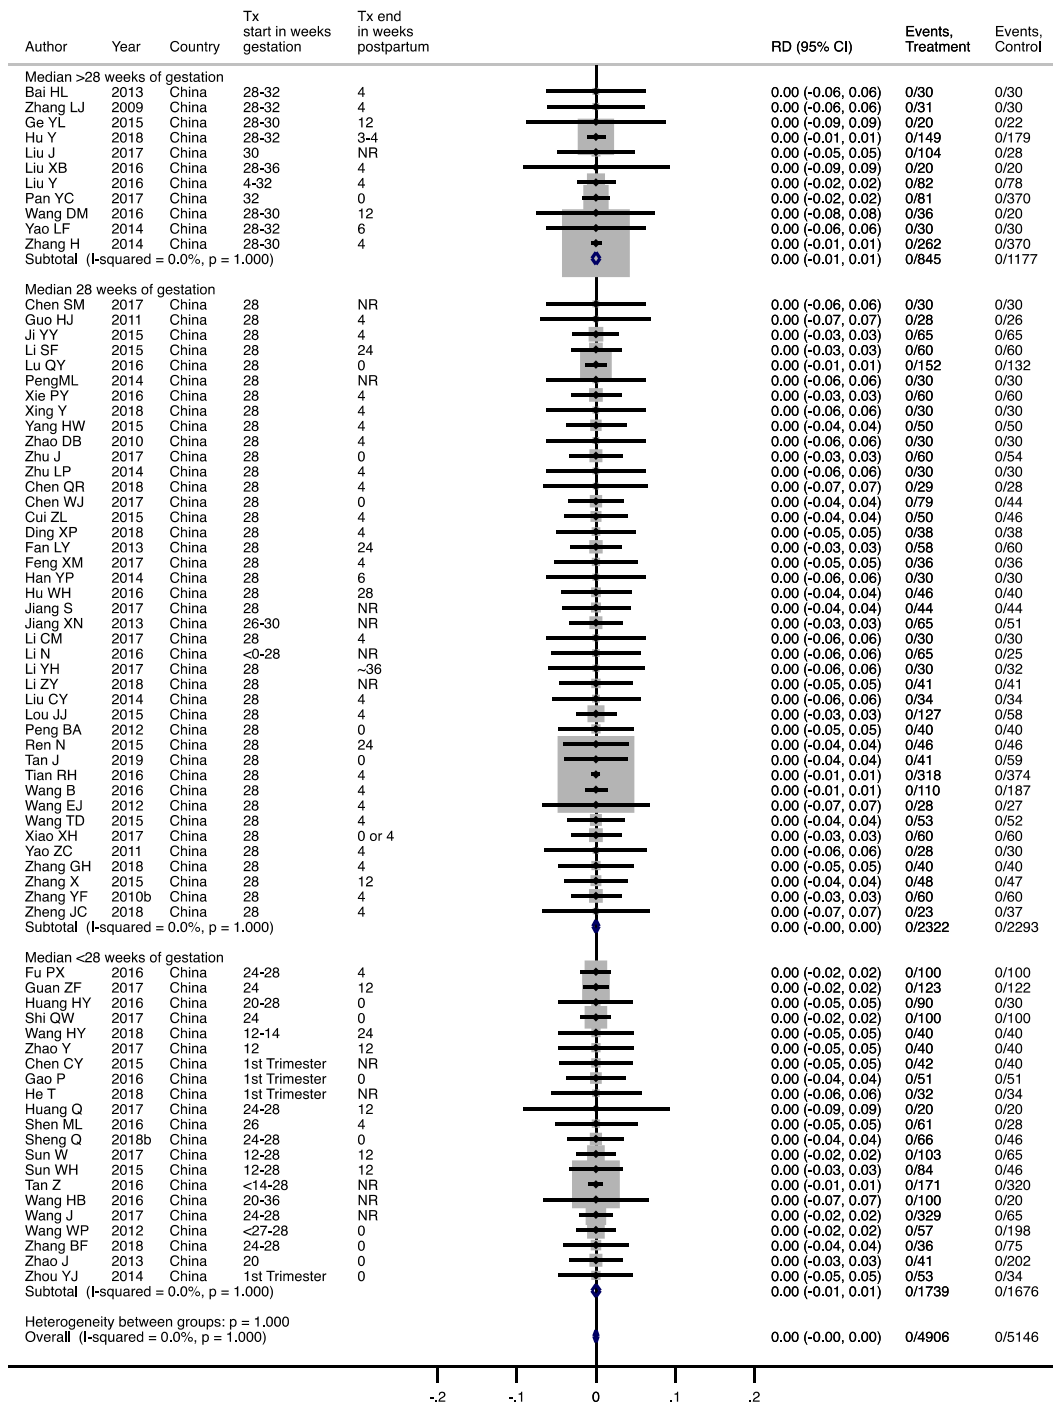 Author Year Country Tx start in weeks gestation Tx end in weeks postpartum RD (95% CI) Events, Treatment Events, Control
Median >28 weeks of gestation
Bai HL 2013 China 28-32 4 0.00 (-0.06, 0.06) 0/30 0/30
Zhang LJ 2009 China 28-32 4 0.00 (-0.06, 0.06) 0/31 0/30
Ge YL 2015 China 28-30 12 0.00 (-0.09, 0.09) 0/20 0/22
Hu Y 2018 China 28-32 3-4 0.00 (-0.01, 0.01) 0/149 0/179
Liu J 2017 China 30 NR 0.00 (-0.05, 0.05) 0/104 0/28
Liu XB 2016 China 28-36 4 0.00 (-0.09, 0.09) 0/20 0/20
Liu Y 2016 China 4-32 4 0.00 (-0.02, 0.02) 0/82 0/78
Pan YC 2017 China 32 0 0.00 (-0.02, 0.02) 0/81 0/370
Wang DM 2016 China 28-30 12 0.00 (-0.08, 0.08) 0/36 0/20
Yao LF 2014 China 28-32 6 0.00 (-0.06, 0.06) 0/30 0/30
Zhang H 2014 China 28-30 4 0.00 (-0.01, 0.01) 0/262 0/370
Subtotal (I-squared = 0.0%, p = 1.000) 0.00 (-0.01, 0.01) 0/845 0/1177
Median 28 weeks of gestation
Chen SM 2017 China 28 NR 0.00 (-0.06, 0.06) 0/30 0/30
Guo HJ 2011 China 28 4 0.00 (-0.07, 0.07) 0/28 0/26
Ji YY 2015 China 28 4 0.00 (-0.03, 0.03) 0/65 0/65
Li SF 2015 China 28 24 0.00 (-0.03, 0.03) 0/60 0/60
Lu QY 2016 China 28 0 0.00 (-0.01, 0.01) 0/152 0/132
PengML 2014 China 28 NR 0.00 (-0.06, 0.06) 0/30 0/30
Xie PY 2016 China 28 4 0.00 (-0.03, 0.03) 0/60 0/60
Xing Y 2018 China 28 4 0.00 (-0.06, 0.06) 0/30 0/30
Yang HW 2015 China 28 4 0.00 (-0.04, 0.04) 0/50 0/50
Zhao DB 2010 China 28 4 0.00 (-0.06, 0.06) 0/30 0/30
Zhu J 2017 China 28 0 0.00 (-0.03, 0.03) 0/60 0/54
Zhu LP 2014 China 28 4 0.00 (-0.06, 0.06) 0/30 0/30
Chen QR 2018 China 28 4 0.00 (-0.07, 0.07) 0/29 0/28
Chen WJ 2017 China 28 0 0.00 (-0.04, 0.04) 0/79 0/44
Cui ZL 2015 China 28 4 0.00 (-0.04, 0.04) 0/50 0/46
Ding XP 2018 China 28 4 0.00 (-0.05, 0.05) 0/38 0/38
Fan LY 2013 China 28 24 0.00 (-0.03, 0.03) 0/58 0/60
Feng XM 2017 China 28 4 0.00 (-0.05, 0.05) 0/36 0/36
Han YP 2014 China 28 6 0.00 (-0.06, 0.06) 0/30 0/30
Hu WH 2016 China 28 28 0.00 (-0.04, 0.04) 0/46 0/40
Jiang S 2017 China 28 NR 0.00 (-0.04, 0.04) 0/44 0/44
Jiang XN 2013 China 26-30 NR 0.00 (-0.03, 0.03) 0/65 0/51
Li CM 2017 China 28 4 0.00 (-0.06, 0.06) 0/30 0/30
Li N 2016 China <0-28 NR 0.00 (-0.06, 0.06) 0/65 0/25
Li YH 2017 China 28 ~36 0.00 (-0.06, 0.06) 0/30 0/32
Li ZY 2018 China 28 NR 0.00 (-0.05, 0.05) 0/41 0/41
Liu CY 2014 China 28 4 0.00 (-0.06, 0.06) 0/34 0/34
Lou JJ 2015 China 28 4 0.00 (-0.03, 0.03) 0/127 0/58
Peng BA 2012 China 28 0 0.00 (-0.05, 0.05) 0/40 0/40
Ren N 2015 China 28 24 0.00 (-0.04, 0.04) 0/46 0/46
Tan J 2019 China 28 0 0.00 (-0.04, 0.04) 0/41 0/59
Tian RH 2016 China 28 4 0.00 (-0.01, 0.01) 0/318 0/374
Wang B 2016 China 28 4 0.00 (-0.01, 0.01) 0/110 0/187
Wang EJ 2012 China 28 4 0.00 (-0.07, 0.07) 0/28 0/27
Wang TD 2015 China 28 4 0.00 (-0.04, 0.04) 0/53 0/52
Xiao XH 2017 China 28 0 or 4 0.00 (-0.03, 0.03) 0/60 0/60
Yao ZC 2011 China 28 4 0.00 (-0.06, 0.06) 0/28 0/30
Zhang GH 2018 China 28 4 0.00 (-0.05, 0.05) 0/40 0/40
Zhang X 2015 China 28 12 0.00 (-0.04, 0.04) 0/48 0/47
Zhang YF 2010b China 28 4 0.00 (-0.03, 0.03) 0/60 0/60
Zheng JC 2018 China 28 4 0.00 (-0.07, 0.07) 0/23 0/37
Subtotal (I-squared = 0.0%, p = 1.000) 0.00 (-0.00, 0.00) 0/2322 0/2293
Median <28 weeks of gestation
Fu PX 2016 China 24-28 4 0.00 (-0.02, 0.02) 0/100 0/100
Guan ZF 2017 China 24 12 0.00 (-0.02, 0.02) 0/123 0/122
Huang HY 2016 China 20-28 0 0.00 (-0.05, 0.05) 0/90 0/30
Shi QW 2017 China 24 0 0.00 (-0.02, 0.02) 0/100 0/100
Wang HY 2018 China 12-14 24 0.00 (-0.05, 0.05) 0/40 0/40
Zhao Y 2017 China 12 12 0.00 (-0.05, 0.05) 0/40 0/40
Chen CY 2015 China 1st Trimester NR 0.00 (-0.05, 0.05) 0/42 0/40
Gao P 2016 China 1st Trimester 0 0.00 (-0.04, 0.04) 0/51 0/51
He T 2018 China 1st Trimester NR 0.00 (-0.06, 0.06) 0/32 0/34
Huang Q 2017 China 24-28 12 0.00 (-0.09, 0.09) 0/20 0/20
Shen ML 2016 China 26 4 0.00 (-0.05, 0.05) 0/61 0/28
Sheng Q 2018b China 24-28 0 0.00 (-0.04, 0.04) 0/66 0/46
Sun W 2017 China 12-28 12 0.00 (-0.02, 0.02) 0/103 0/65
Sun WH 2015 China 12-28 12 0.00 (-0.03, 0.03) 0/84 0/46
Tan Z 2016 China <14-28 NR 0.00 (-0.01, 0.01) 0/171 0/320
Wang HB 2016 China 20-36 NR 0.00 (-0.07, 0.07) 0/100 0/20
Wang J 2017 China 24-28 NR 0.00 (-0.02, 0.02) 0/329 0/65
Wang WP 2012 China <27-28 0 0.00 (-0.02, 0.02) 0/57 0/198
Zhang BF 2018 China 24-28 0 0.00 (-0.04, 0.04) 0/36 0/75
Zhao J 2013 China 20 0 0.00 (-0.03, 0.03) 0/41 0/202
Zhou YJ 2014 China 1st Trimester 0 0.00 (-0.05, 0.05) 0/53 0/34
Subtotal (I-squared = 0.0%, p = 1.000) 0.00 (-0.01, 0.01) 0/1739 0/1676
Heterogeneity between groups: p = 1.000
Overall (I-squared = 0.0%, p = 1.000) 0.00 (-0.00, 0.00) 0/4906 0/5146
-.2 -.1 0 .1 .2